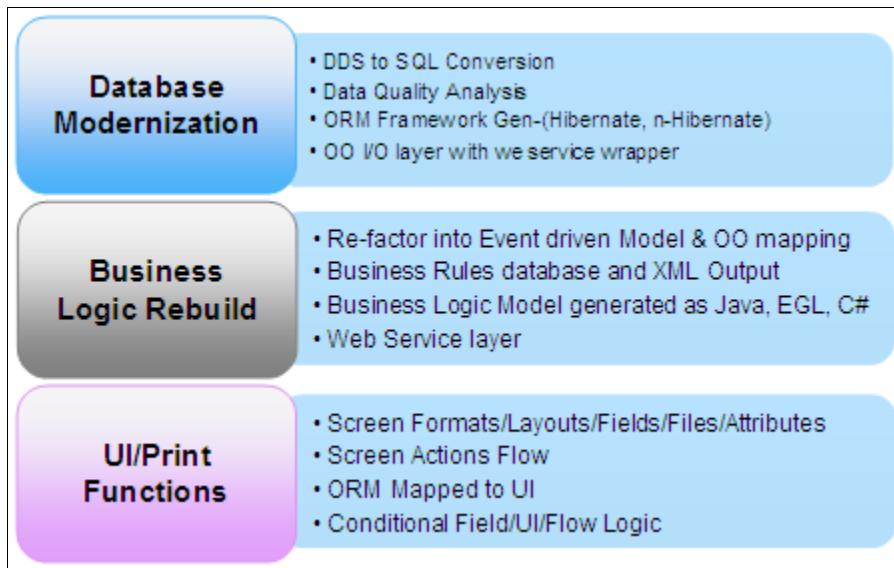 Database
Modernization
• DDS to SQL Conversion
• Data Quality Analysis
• ORM Framework Gen-(Hibernate, n-Hibernate)
• OO I/O layer with we service wrapper
Business
Logic Rebuild
• Re-factor into Event driven Model & OO mapping
• Business Rules database and XML Output
• Business Logic Model generated as Java, EGL, C#
• Web Service layer
UI/Print
Functions
• Screen Formats/Layouts/Fields/Files/Attributes
• Screen Actions Flow
• ORM Mapped to UI
• Conditional Field/UI/Flow Logic